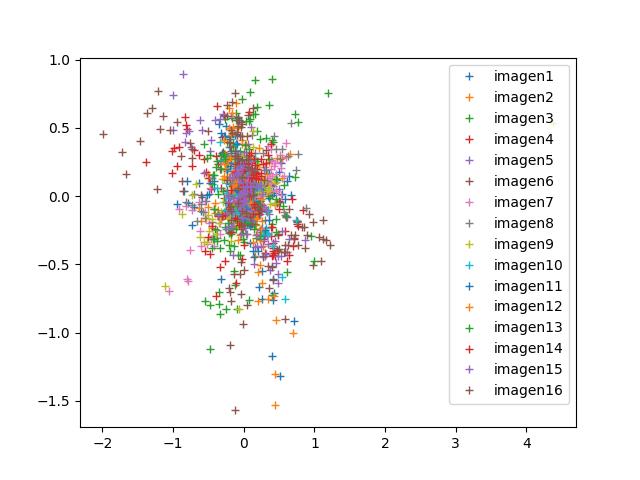 1.0
0.5
0.0
−0.5
−1.0
−1.5
−2
−1
0
1
2
3
4
imagen1
imagen2
imagen3
imagen4
imagen5
imagen6
imagen7
imagen8
imagen9
imagen10
imagen11
imagen12
imagen13
imagen14
imagen15
imagen16